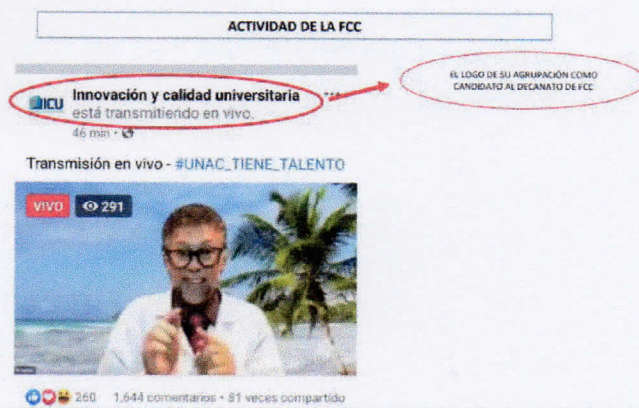 ACTIVIDAD DE LA FCC
EL LOGO DE SU AGRUPACIÓN COMO
CANDIDATO AL DECANATO DE FCC
ICU Innovación y calidad universitaria ...
está transmitiendo en vivo.
46 min •
Transmisión en vivo - #UNAC_TIENE_TALENTO
VIVO 291
260 1,644 comentarios • 81 veces compartido